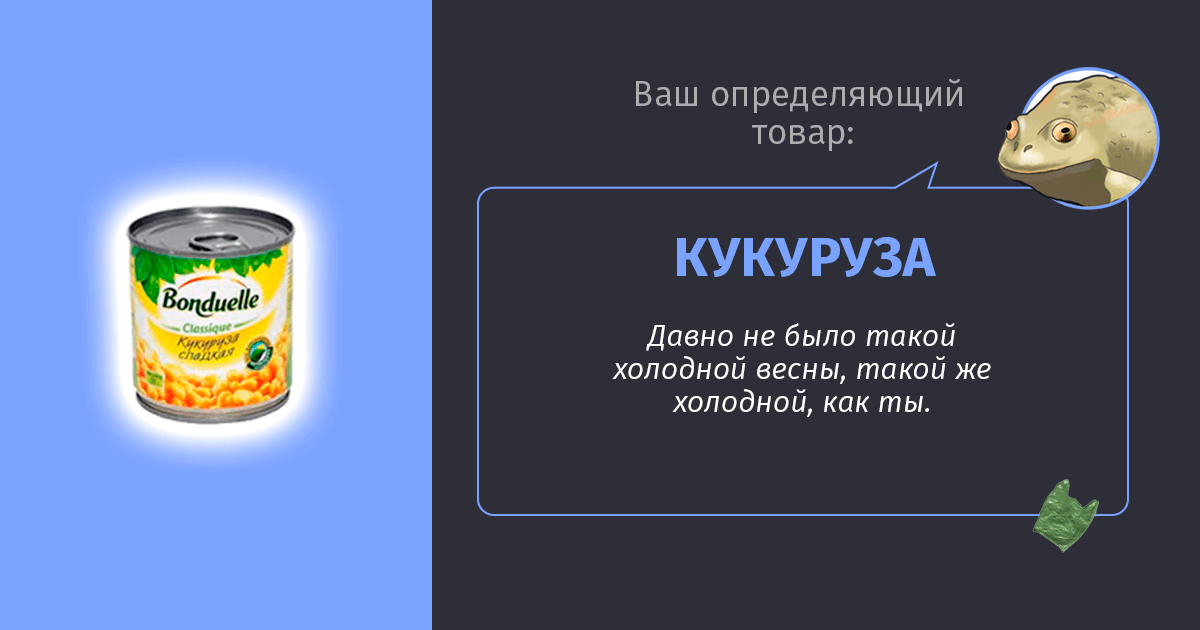 Bonduelle
Classique
Кукуруза
сладкая
Ваш определяющий
товар:
КУКУРУЗА
Давно не было такой
холодной весны, такой же
холодной, как ты.